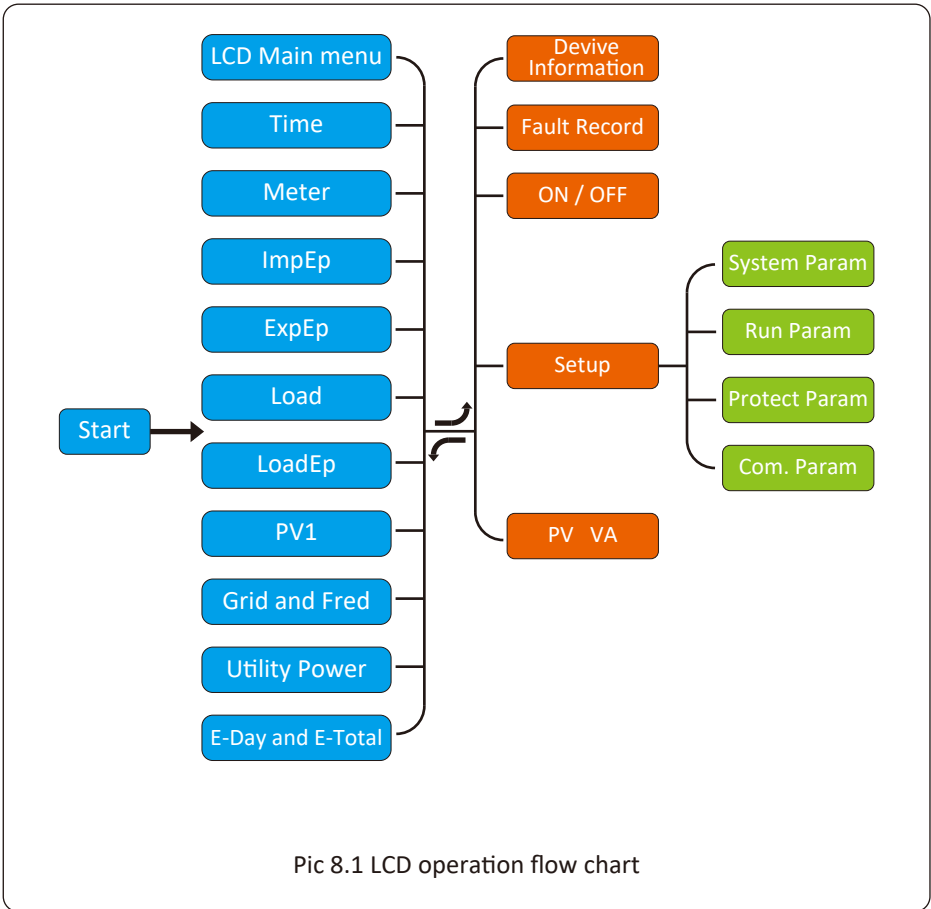 Start
LCD Main menu
Time
Meter
ImpEp
ExpEp
Load
LoadEp
PV1
Grid and Fred
Utility Power
E-Day and E-Total
Devive
Information
Fault Record
ON / OFF
Setup
PV VA
System Param
Run Param
Protect Param
Com. Param
Pic 8.1 LCD operation flow chart